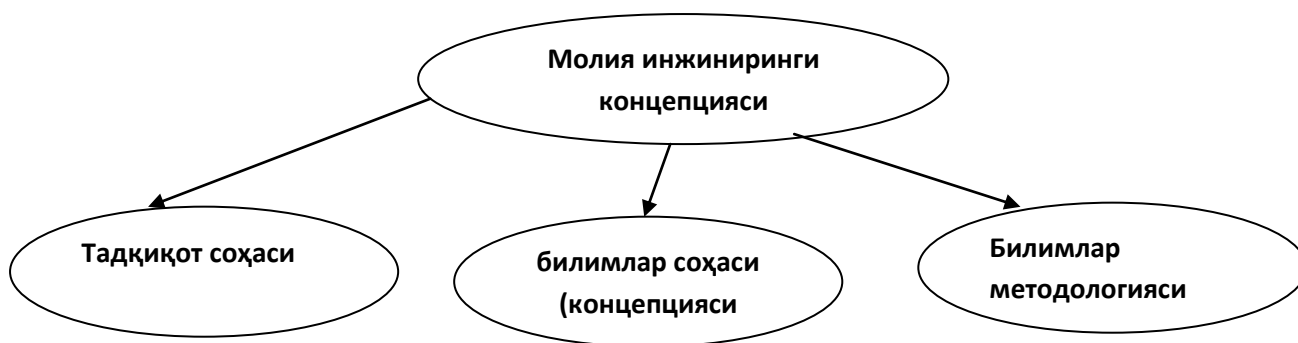 Молия инжиниринги
концепцияси
Тадқиқот соҳаси
билимлар соҳаси
(концепцияси
Билимлар
методологияси